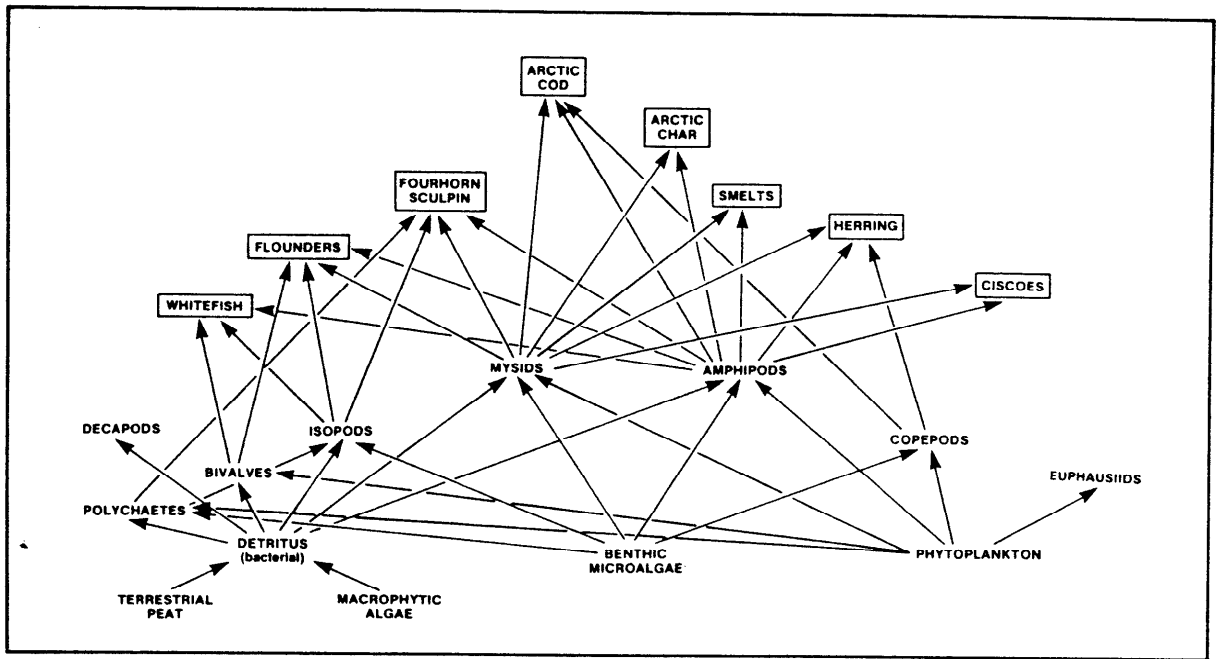 ARCTIC
COD
ARCTIC
CHAR
FOURHORN
SCULPIN
SMELTS
HERRING
FLOUNDERS
CISCOES
WHITEFISH
MYSIDS
AMPHIPODS
DECAPODS
ISOPODS
COPEPODS
BIVALVES
EUPHAUSIIDS
POLYCHAETES
DETRITUS
(bacterial)
BENTHIC
MICROALGAE
PHYTOPLANKTON
TERRESTRIAL
PEAT
MACROPHYTIC
ALGAE